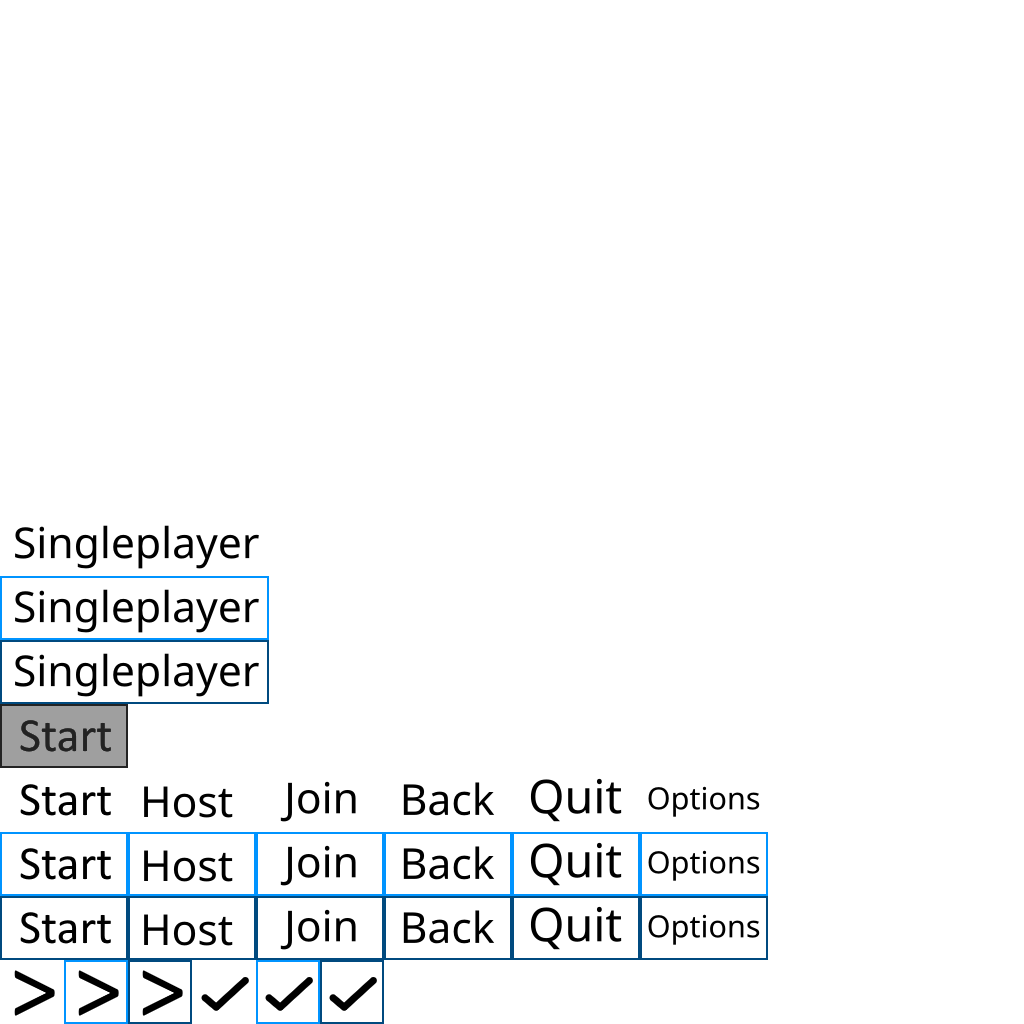 Singleplayer
Singleplayer
Singleplayer
Start
Start Host Join Back Quit Options
Start Host Join Back Quit Options
Start Host Join Back Quit Options
> > > ✓ ✓ ✓